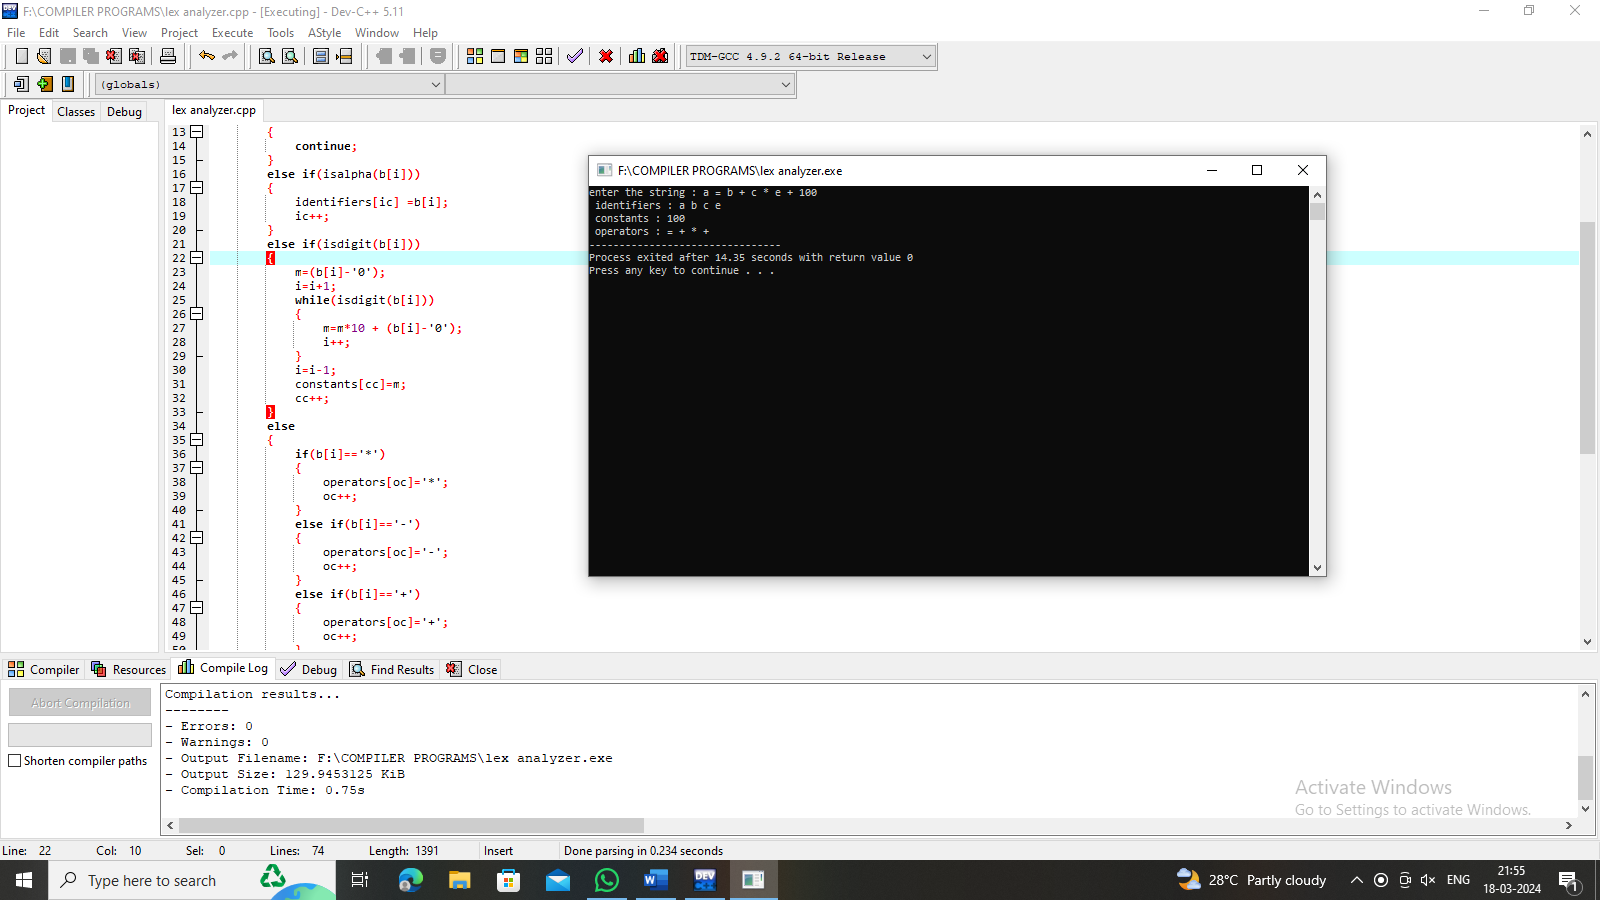 F:\COMPILER PROGRAMS\lex analyzer.cpp - [Executing] - Dev-C++ 5.11
File Edit Search View Project Execute Tools AStyle Window Help
TDM-GCC 4.9.2 64-bit Release
(globals)
Project Classes Debug
lex analyzer.cpp
13 {
14 continue;
15 }
16 else if(isalpha(b[i]))
17 {
18 identifiers[ic] =b[i];
19 ic++;
20 }
21 else if(isdigit(b[i]))
22 {
23 m=(b[i]-'0');
24 i=i+1;
25 while(isdigit(b[i]))
26 {
27 m=m*10 + (b[i]-'0');
28 i++;
29 }
30 i=i-1;
31 constants[cc]=m;
32 cc++;
33 }
34 else
35 {
36 if(b[i]=='*')
37 {
38 operators[oc]='*';
39 oc++;
40 }
41 else if(b[i]=='-')
42 {
43 operators[oc]='-';
44 oc++;
45 }
46 else if(b[i]=='+')
47 {
48 operators[oc]='+';
49 oc++;
50 }
F:\COMPILER PROGRAMS\lex analyzer.exe
enter the string : a = b + c * e + 100
identifiers : a b c e
constants : 100
operators : = + * +
--------------------------------
Process exited after 14.35 seconds with return value 0
Press any key to continue . . .
Compiler Resources Compile Log Debug Find Results Close
Abort Compilation
Shorten compiler paths
Compilation results...
--------
- Errors: 0
- Warnings: 0
- Output Filename: F:\COMPILER PROGRAMS\lex analyzer.exe
- Output Size: 129.9453125 KiB
- Compilation Time: 0.75s
Activate Windows
Go to Settings to activate Windows.
Line: 22 Col: 10 Sel: 0 Lines: 74 Length: 1391 Insert Done parsing in 0.234 seconds
Type here to search
DEV
28°C Partly cloudy
ENG
21:55
18-03-2024
1